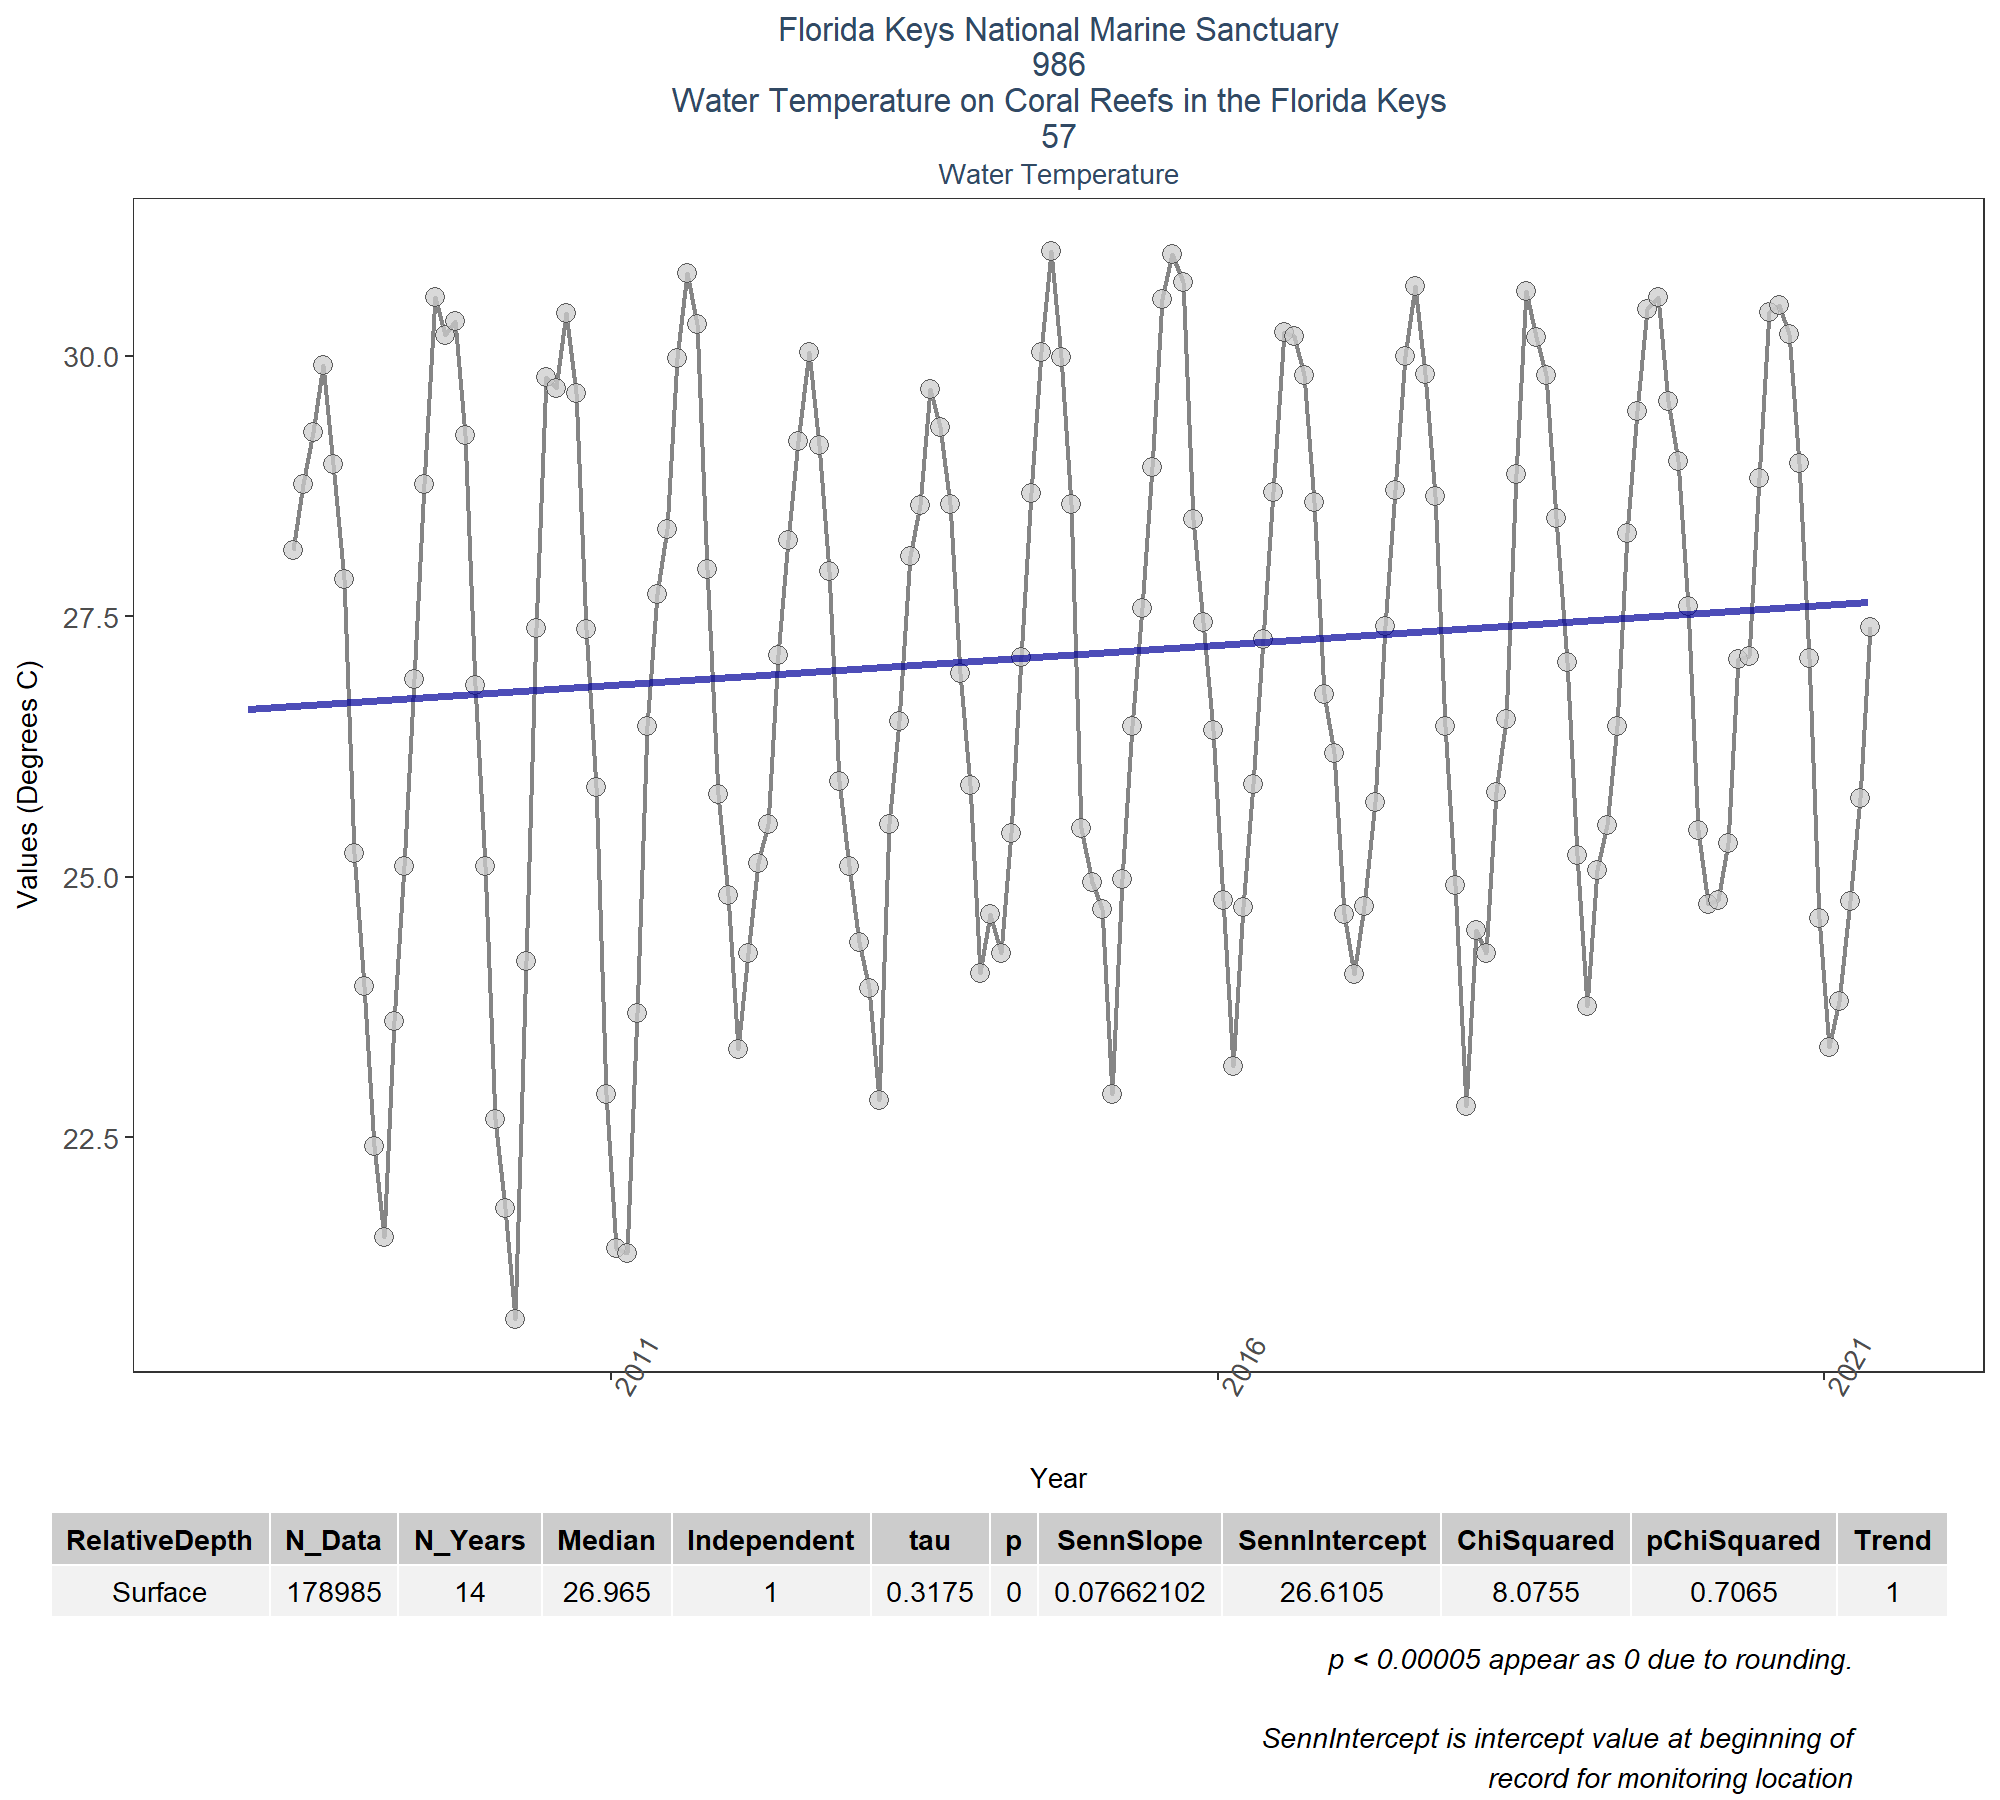 Florida Keys National Marine Sanctuary
986
Water Temperature on Coral Reefs in the Florida Keys
57
Water Temperature
Values (Degrees C)
30.0
27.5
25.0
22.5
2011
2016
2021
Year
RelativeDepth N_Data N_Years Median Independent tau p SennSlope SennIntercept ChiSquared pChiSquared Trend
Surface 178985 14 26.965 1 0.3175 0 0.07662102 26.6105 8.0755 0.7065 1
p < 0.00005 appear as 0 due to rounding.
SennIntercept is intercept value at beginning of
record for monitoring location